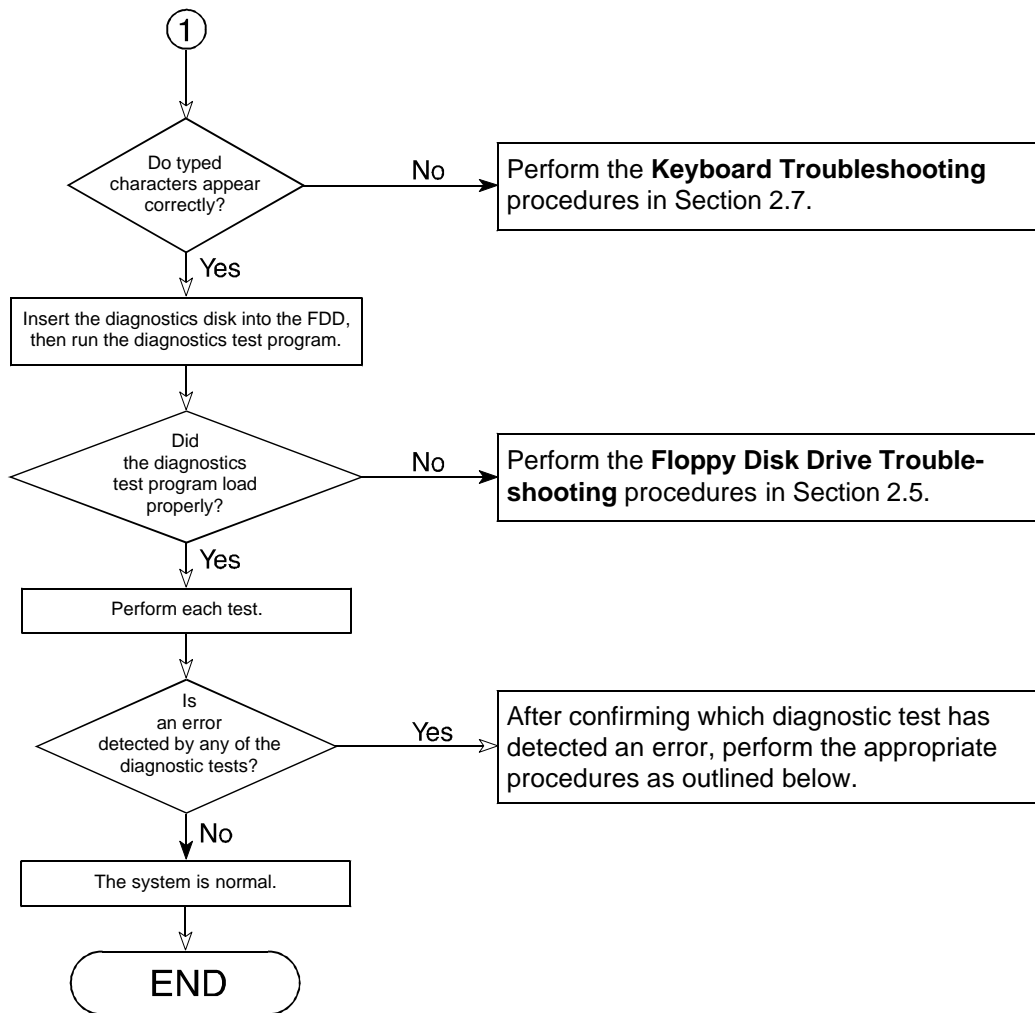 1
Do typed
characters appear
correctly?
No
Perform the Keyboard Troubleshooting
procedures in Section 2.7.
Yes
Insert the diagnostics disk into the FDD,
then run the diagnostics test program.
Did
the diagnostics
test program load
properly?
No
Perform the Floppy Disk Drive Trouble-
shooting procedures in Section 2.5.
Yes
Perform each test.
Is
an error
detected by any of the
diagnostic tests?
Yes
After confirming which diagnostic test has
detected an error, perform the appropriate
procedures as outlined below.
No
The system is normal.
END